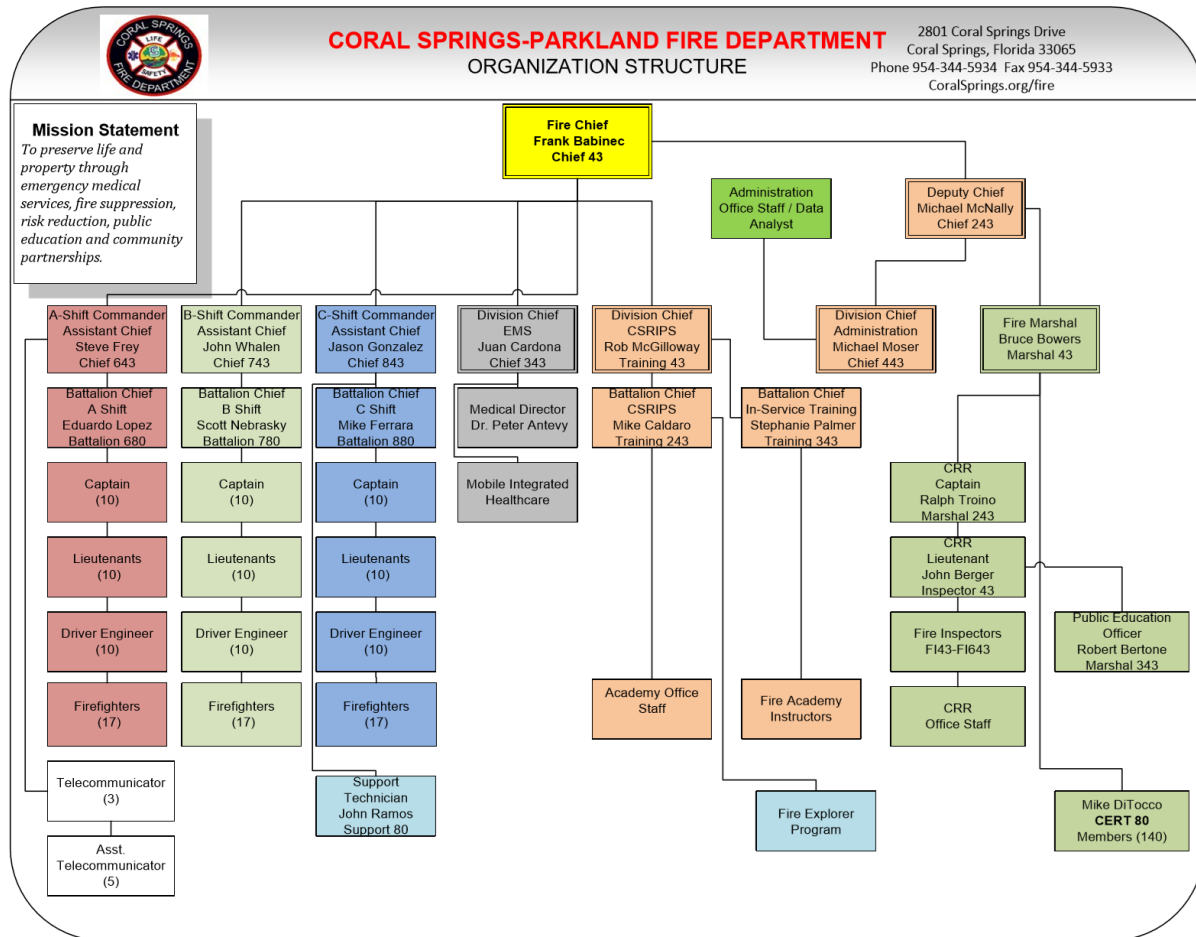 CORAL SPRINGS
LIFE
SAFETY
FIRE DEPARTMENT
CORAL SPRINGS-PARKLAND FIRE DEPARTMENT
ORGANIZATION STRUCTURE
2801 Coral Springs Drive
Coral Springs, Florida 33065
Phone 954-344-5934 Fax 954-344-5933
CoralSprings.org/fire
Mission Statement
To preserve life and
property through
emergency medical
services, fire suppression,
risk reduction, public
education and community
partnerships.
Fire Chief
Frank Babinec
Chief 43
Administration
Office Staff / Data
Analyst
Deputy Chief
Michael McNally
Chief 243
A-Shift Commander
Assistant Chief
Steve Frey
Chief 643
B-Shift Commander
Assistant Chief
John Whalen
Chief 743
C-Shift Commander
Assistant Chief
Jason Gonzalez
Chief 843
Division Chief
EMS
Juan Cardona
Chief 343
Division Chief
CSRIPS
Rob McGilloway
Training 43
Division Chief
Administration
Michael Moser
Chief 443
Fire Marshal
Bruce Bowers
Marshal 43
Battalion Chief
A Shift
Eduardo Lopez
Battalion 680
Battalion Chief
B Shift
Scott Nebrasky
Battalion 780
Battalion Chief
C Shift
Mike Ferrara
Battalion 880
Medical Director
Dr. Peter Antevy
Battalion Chief
CSRIPS
Mike Caldaro
Training 243
Battalion Chief
In-Service Training
Stephanie Palmer
Training 343
Captain
(10)
Captain
(10)
Captain
(10)
Mobile Integrated
Healthcare
CRR
Captain
Ralph Troino
Marshal 243
Lieutenants
(10)
Lieutenants
(10)
Lieutenants
(10)
CRR
Lieutenant
John Berger
Inspector 43
Driver Engineer
(10)
Driver Engineer
(10)
Driver Engineer
(10)
Fire Inspectors
FI43-FI643
Public Education
Officer
Robert Bertone
Marshal 343
Firefighters
(17)
Firefighters
(17)
Firefighters
(17)
Academy Office
Staff
Fire Academy
Instructors
CRR
Office Staff
Telecommunicator
(3)
Support
Technician
John Ramos
Support 80
Fire Explorer
Program
Mike DiTocco
CERT 80
Members (140)
Asst.
Telecommunicator
(5)